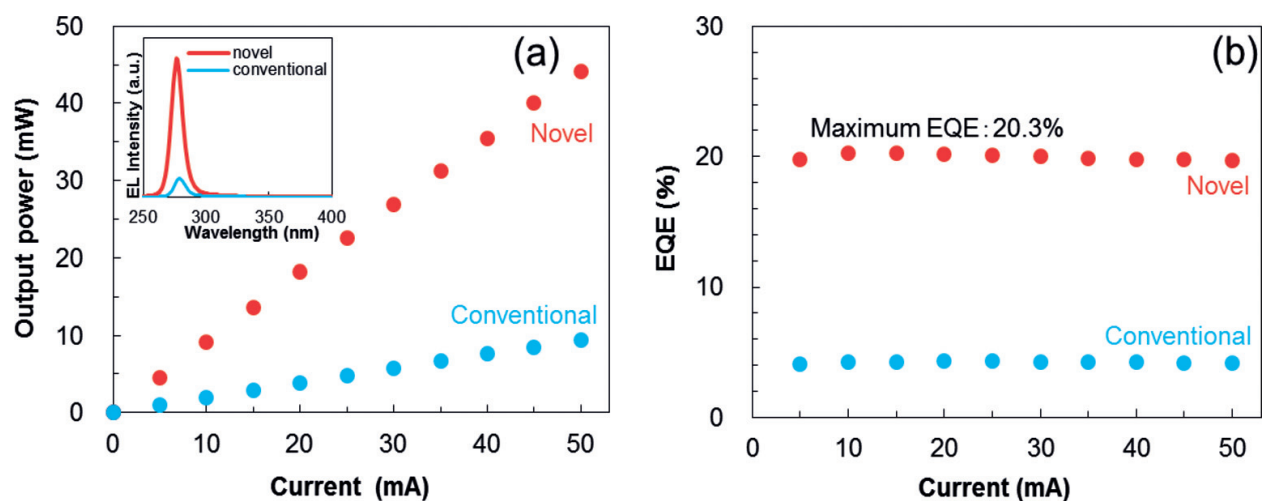 (a)
Output power (mW)
50
40
30
20
10
0
EL Intensity (a.u.)
novel
conventional
250
300
350
400
Wavelength (nm)
Novel
Conventional
0
10
20
30
40
50
Current (mA)
(b)
EQE (%)
30
20
10
0
Maximum EQE : 20.3%
Novel
Conventional
0
10
20
30
40
50
Current (mA)